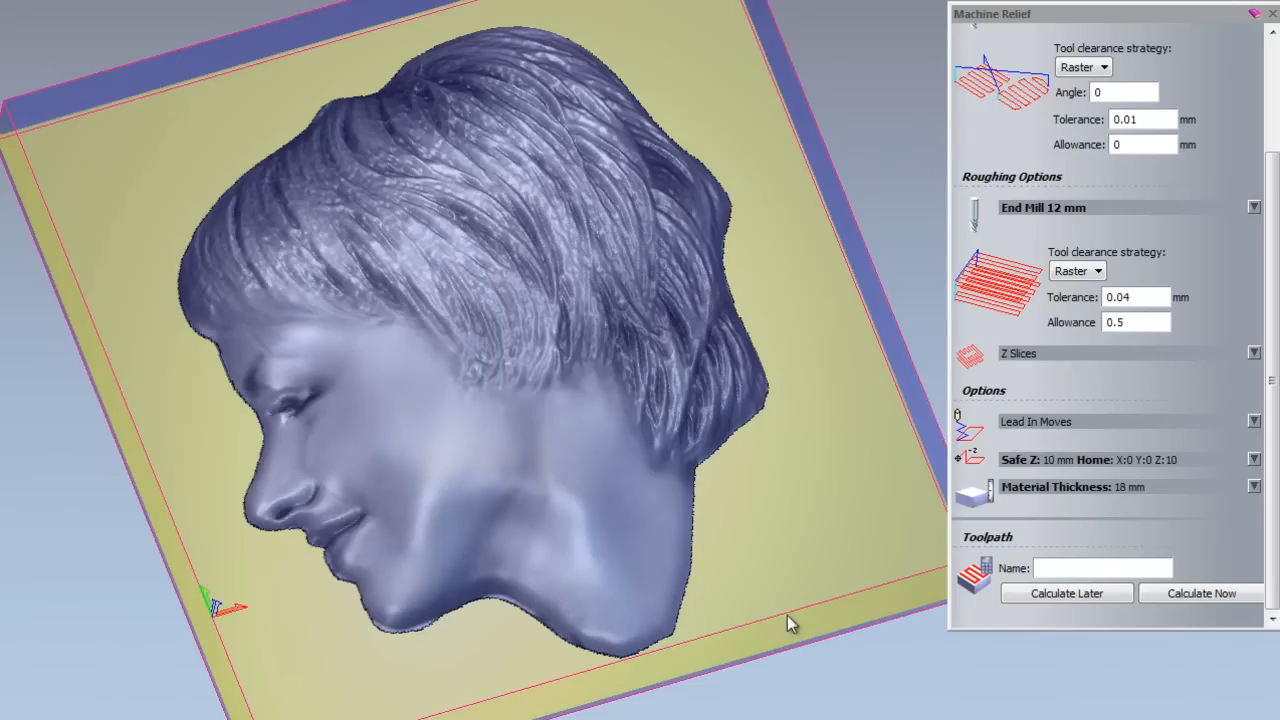 Machine Relief
Tool clearance strategy:
Raster
Angle: 0
Tolerance: 0.01 mm
Allowance: 0 mm
Roughing Options
End Mill 12 mm
Tool clearance strategy:
Raster
Tolerance: 0.04 mm
Allowance 0.5
Z Slices
Options
Lead In Moves
Safe Z: 10 mm Home: X:0 Y:0 Z:10
Material Thickness: 18 mm
Toolpath
Name:
Calculate Later Calculate Now